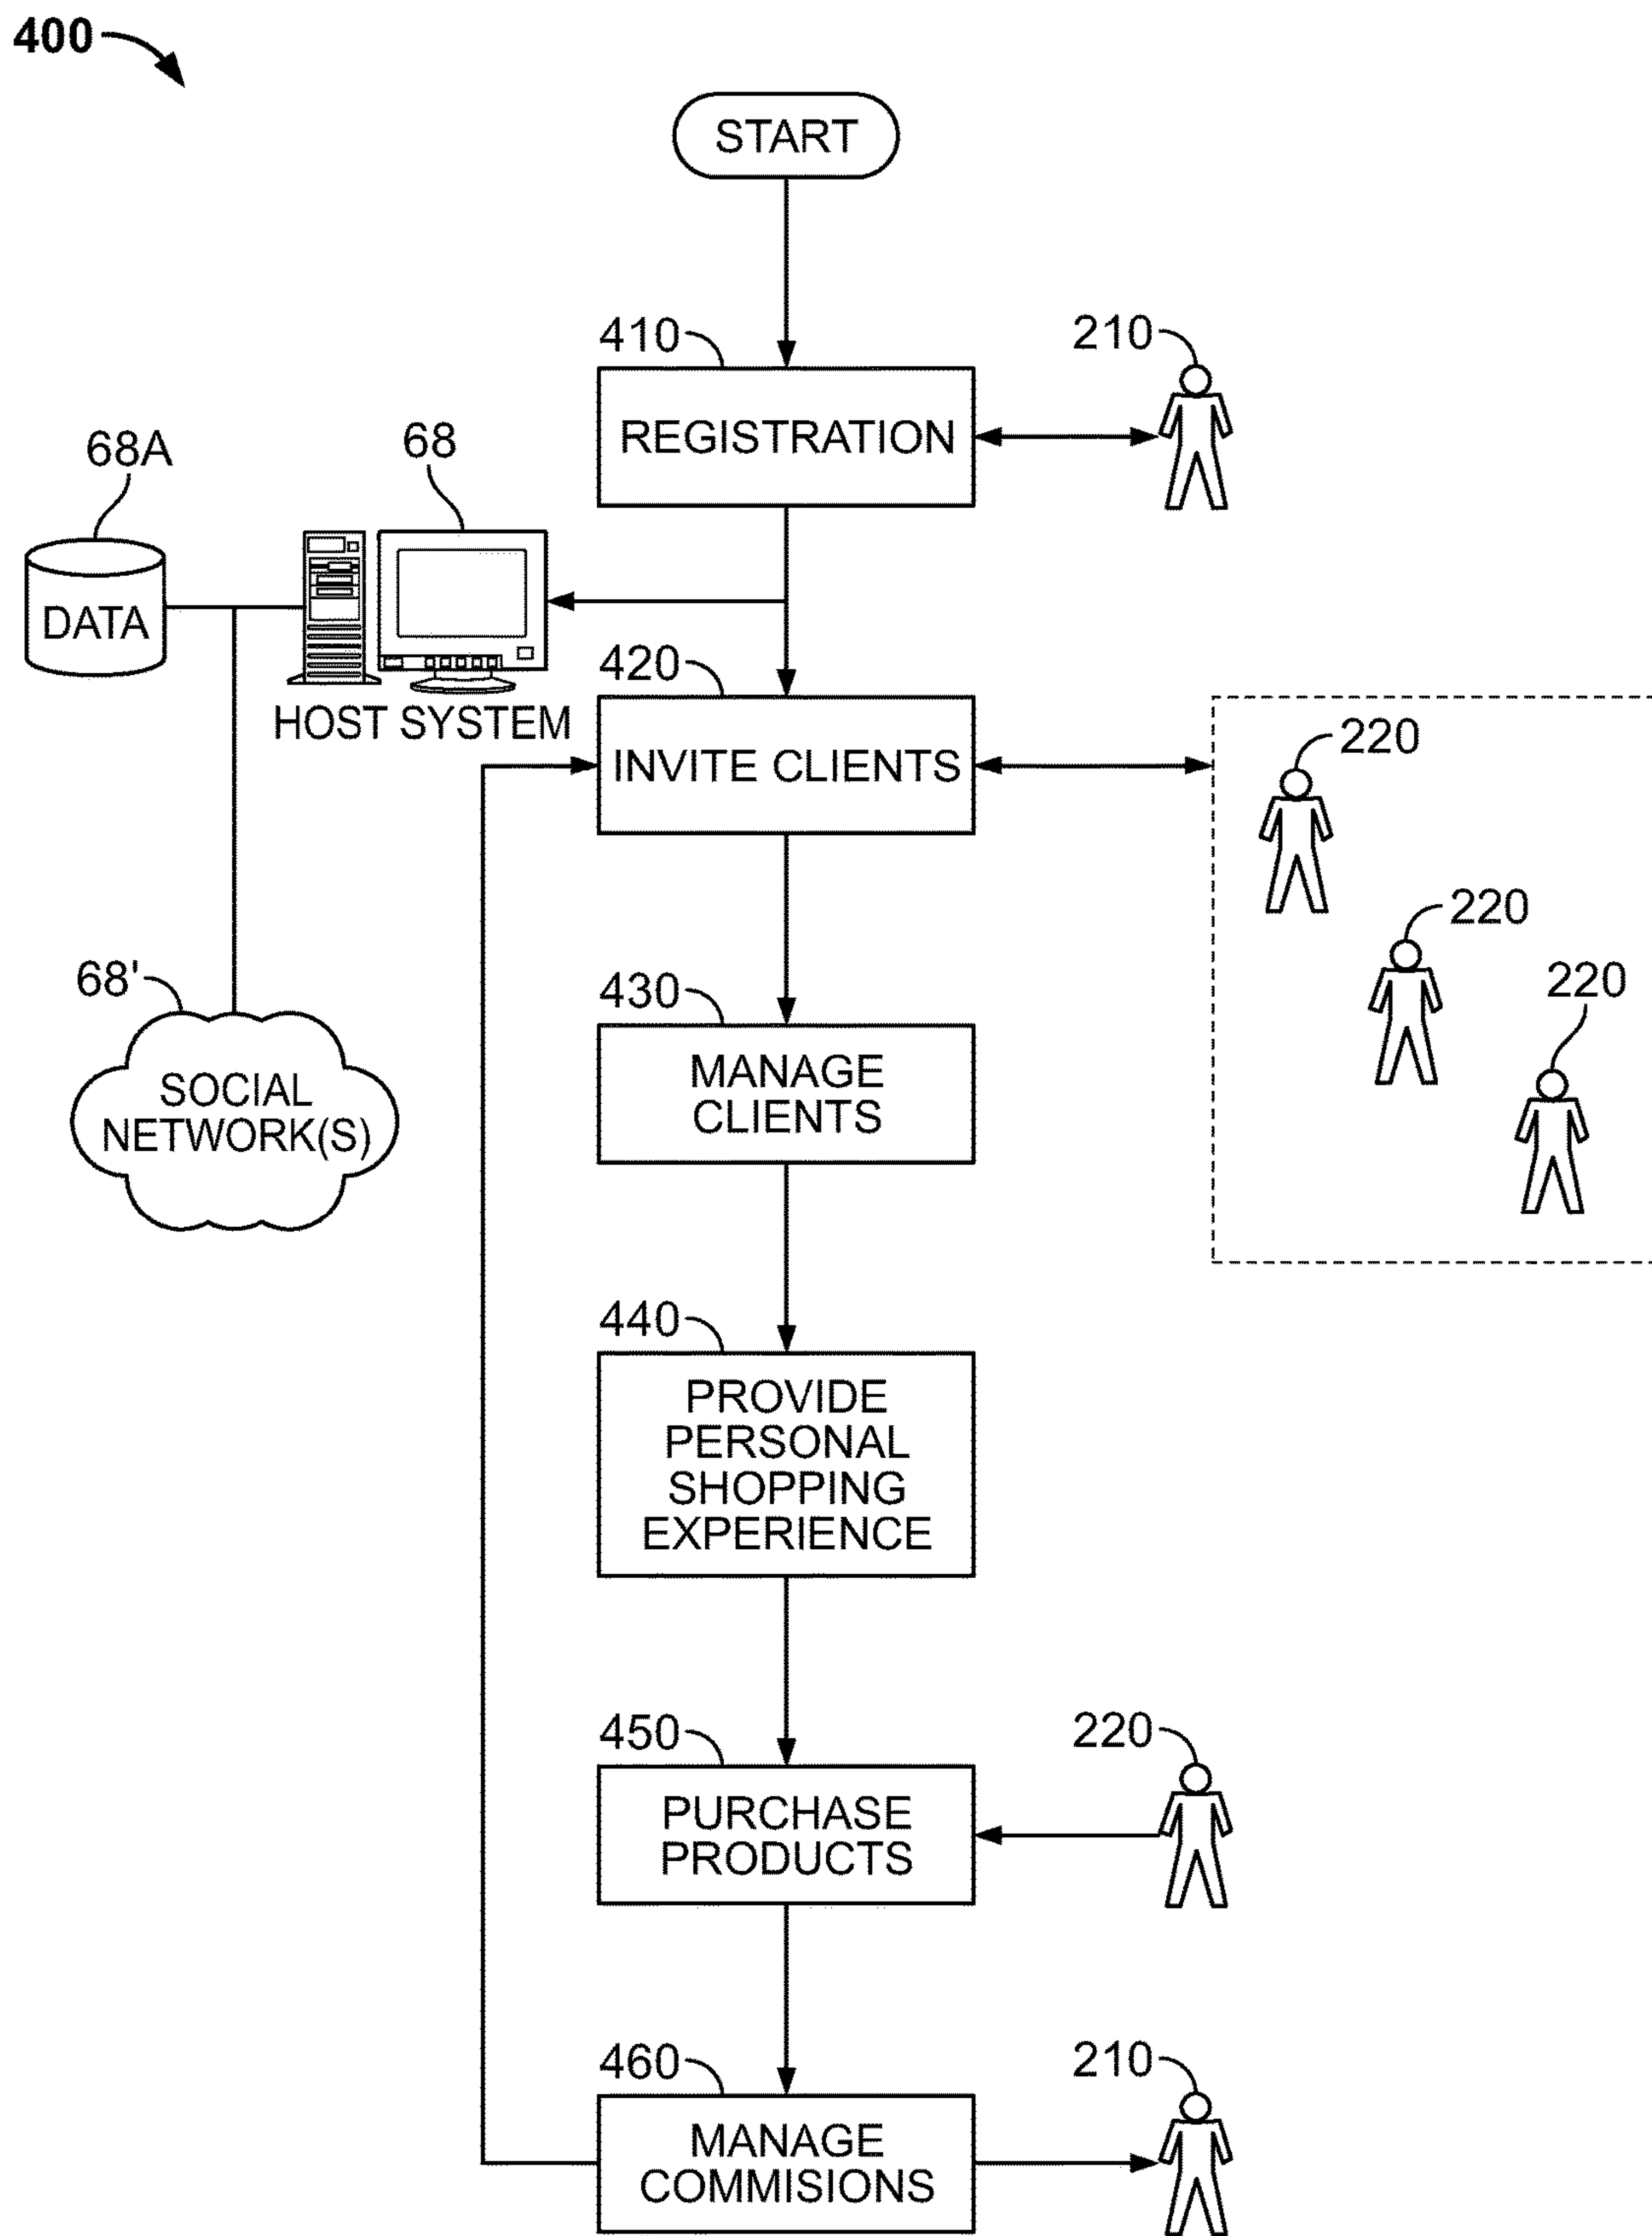 400
START
410
210
REGISTRATION
68A
68
DATA
HOST SYSTEM
420
INVITE CLIENTS
220
220
220
68'
SOCIAL
NETWORK(S)
430
MANAGE
CLIENTS
440
PROVIDE
PERSONAL
SHOPPING
EXPERIENCE
450
220
PURCHASE
PRODUCTS
460
210
MANAGE
COMMISIONS